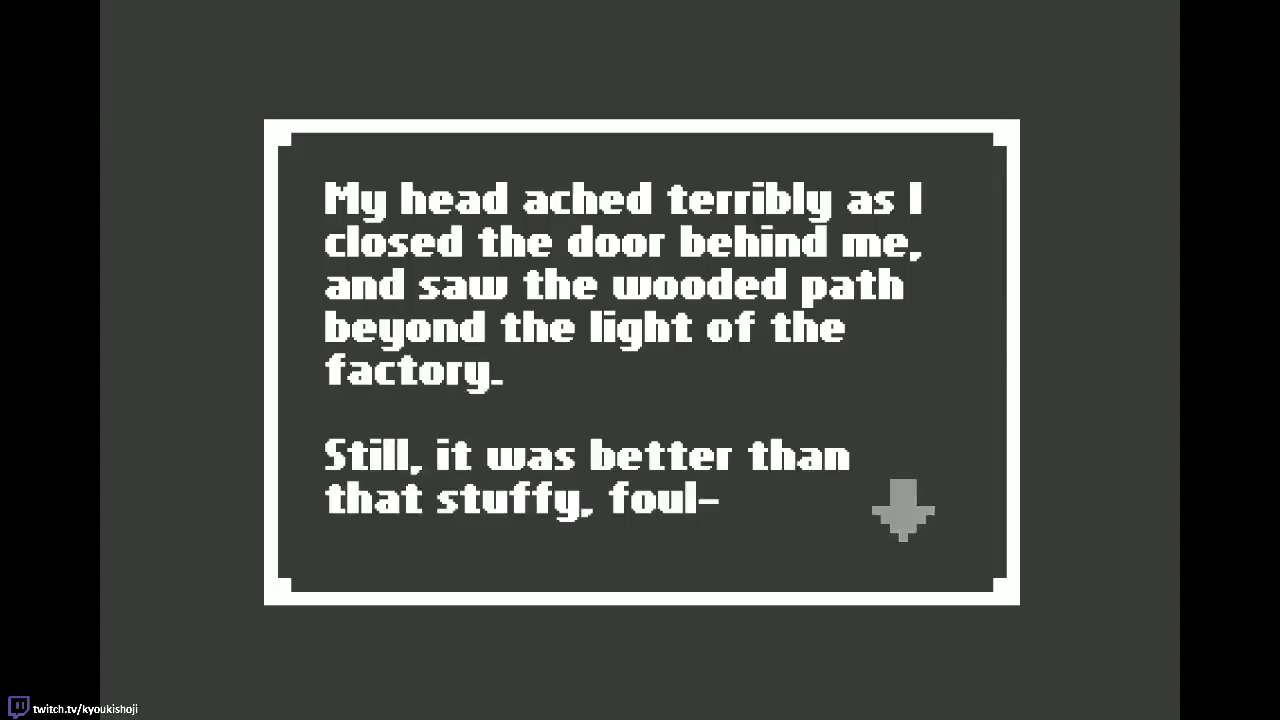 My head ached terribly as I
closed the door behind me,
and saw the wooded path
beyond the light of the
factory.
Still, it was better than
that stuffy, foul-
twitch.tv/kyoukishoji